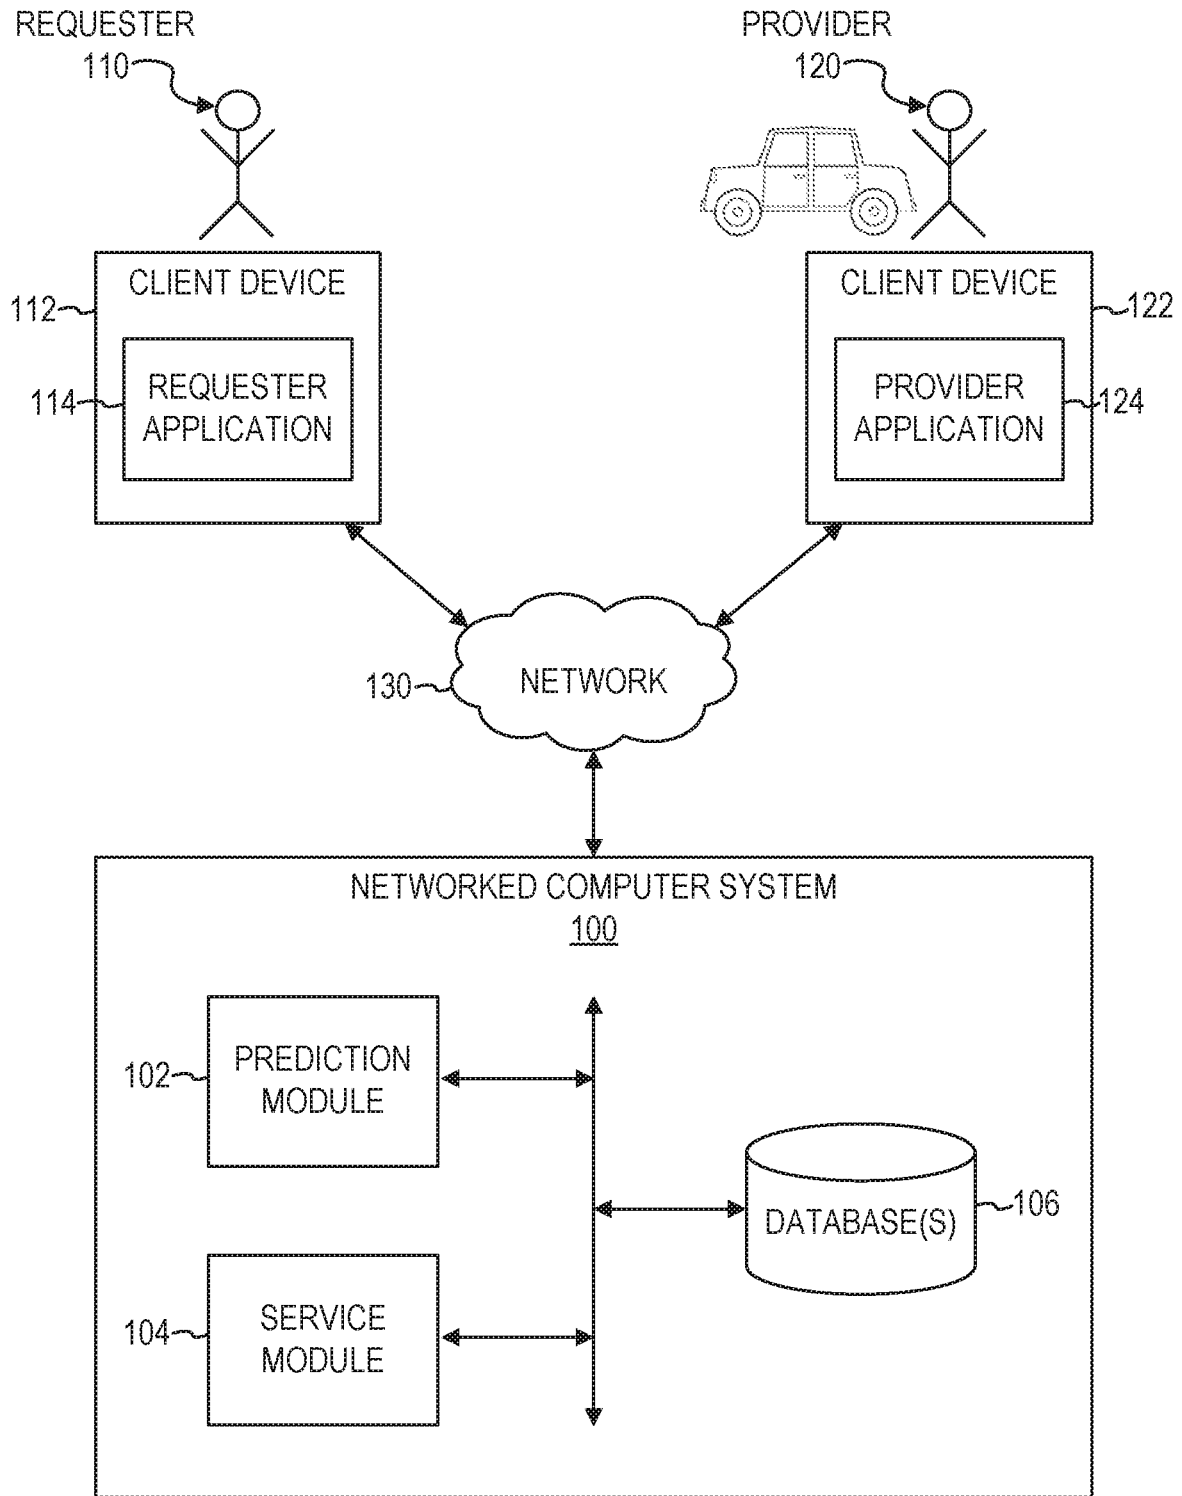 REQUESTER
110
PROVIDER
120
CLIENT DEVICE
112
REQUESTER
APPLICATION
114
CLIENT DEVICE
122
PROVIDER
APPLICATION
124
NETWORK
130
NETWORKED COMPUTER SYSTEM
100
PREDICTION
MODULE
102
DATABASE(S)
106
SERVICE
MODULE
104